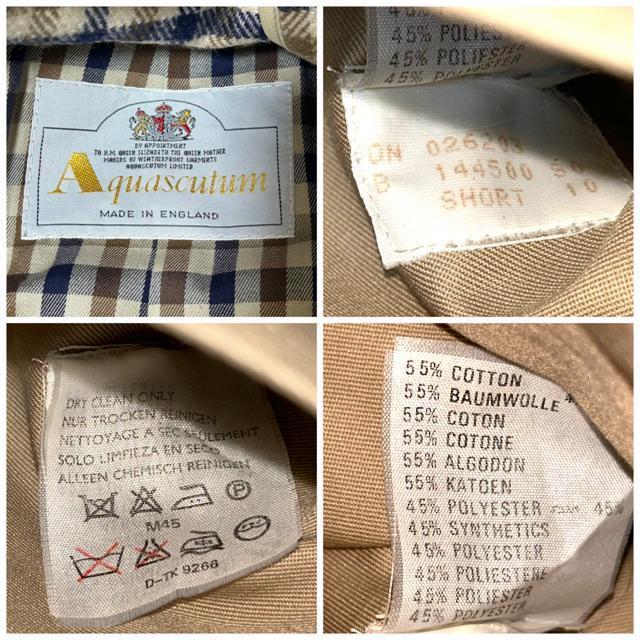 BY APPOINTMENT
TO H.M. QUEEN ELIZABETH THE QUEEN MOTHER
MAKERS OF WEATHERPROOF GARMENTS
AQUASCUTUM LIMITED
Aquascutum
MADE IN ENGLAND
45% POLIESTER
45% POLYESTER
ON 026203
B 144500
SHORT 10
DRY CLEAN ONLY
NUR TROCKEN REINIGEN
NETTOYAGE A SEC SEULEMENT
SOLO LIMPIEZA EN SECO
ALLEEN CHEMISCH REINIGEN
P
M45
D-TK 9266
55% COTTON
55% BAUMWOLLE*
55% COTON
55% COTONE
55% ALGODON
55% KATOEN
45% POLYESTER 45%
45% SYNTHETICS
45% POLYESTER
45% POLIESTENE
45% POLIESTER
45% POLYESTER